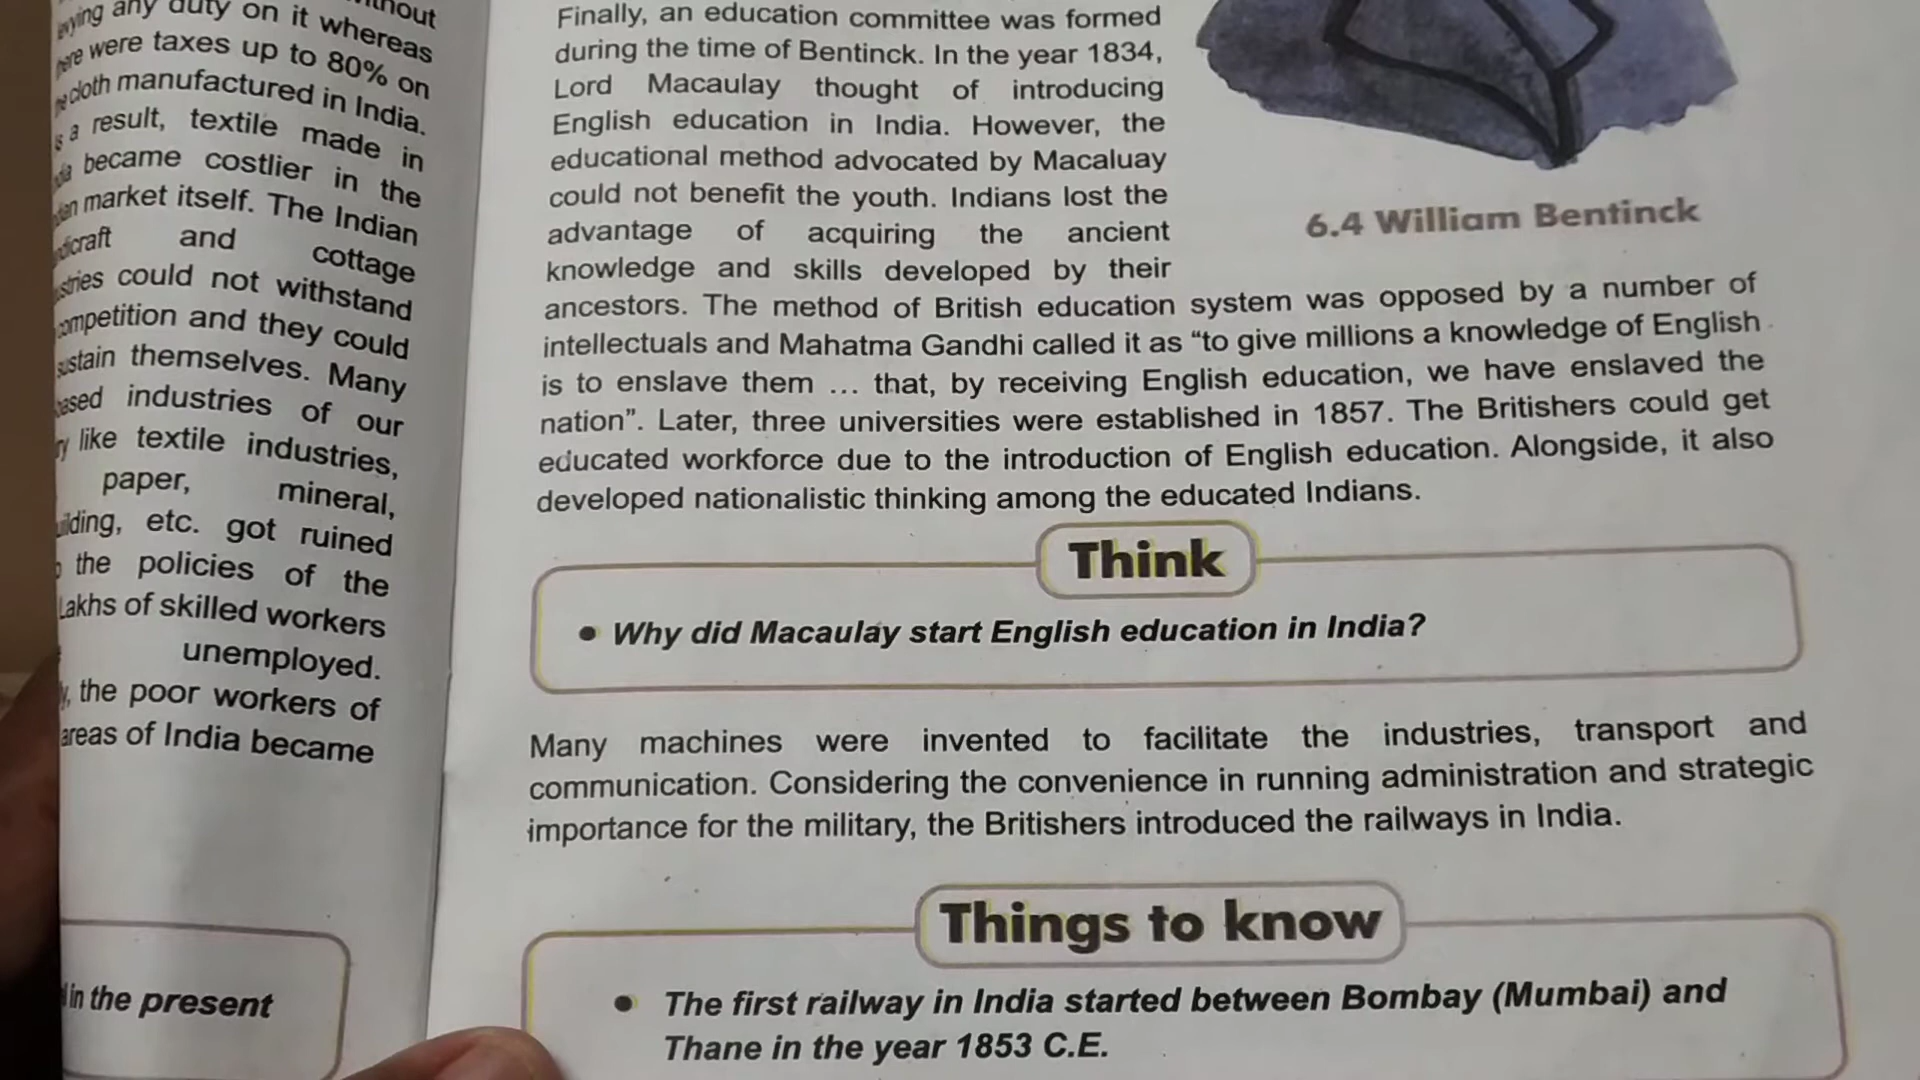 any duty on it whereas
were taxes up to 80% on
cloth manufactured in India.
a result, textile made in
became costlier in the
market itself. The Indian
and cottage
could not withstand
and they could
themselves. Many
industries of our
like textile industries,
paper, mineral,
etc. got ruined
the policies of the
Lakhs of skilled workers
unemployed.
the poor workers of
areas of India became
in the present
Finally, an education committee was formed
during the time of Bentinck. In the year 1834,
Lord Macaulay thought of introducing
English education in India. However, the
educational method advocated by Macaluay
could not benefit the youth. Indians lost the
advantage of acquiring the ancient
knowledge and skills developed by their
ancestors. The method of British education system was opposed by a number of
intellectuals and Mahatma Gandhi called it as “to give millions a knowledge of English
is to enslave them ... that, by receiving English education, we have enslaved the
nation”. Later, three universities were established in 1857. The Britishers could get
educated workforce due to the introduction of English education. Alongside, it also
developed nationalistic thinking among the educated Indians.
6.4 William Bentinck
Think
• Why did Macaulay start English education in India?
Many machines were invented to facilitate the industries, transport and
communication. Considering the convenience in running administration and strategic
importance for the military, the Britishers introduced the railways in India.
Things to know
• The first railway in India started between Bombay (Mumbai) and
Thane in the year 1853 C.E.